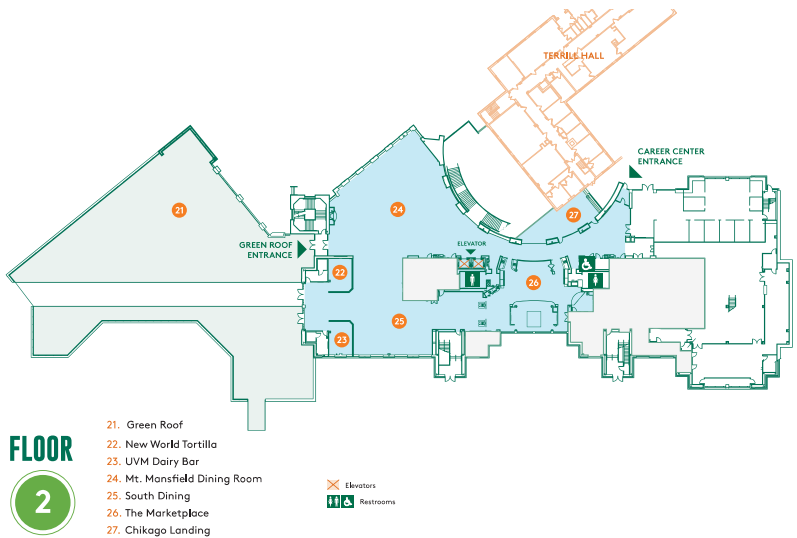 TERRILL HALL
CAREER CENTER
ENTRANCE
21
24
27
GREEN ROOF
ENTRANCE
ELEVATOR
22
26
25
23
FLOOR
2
21. Green Roof
22. New World Tortilla
23. UVM Dairy Bar
24. Mt. Mansfield Dining Room
25. South Dining
26. The Marketplace
27. Chikago Landing
Elevators
Restrooms